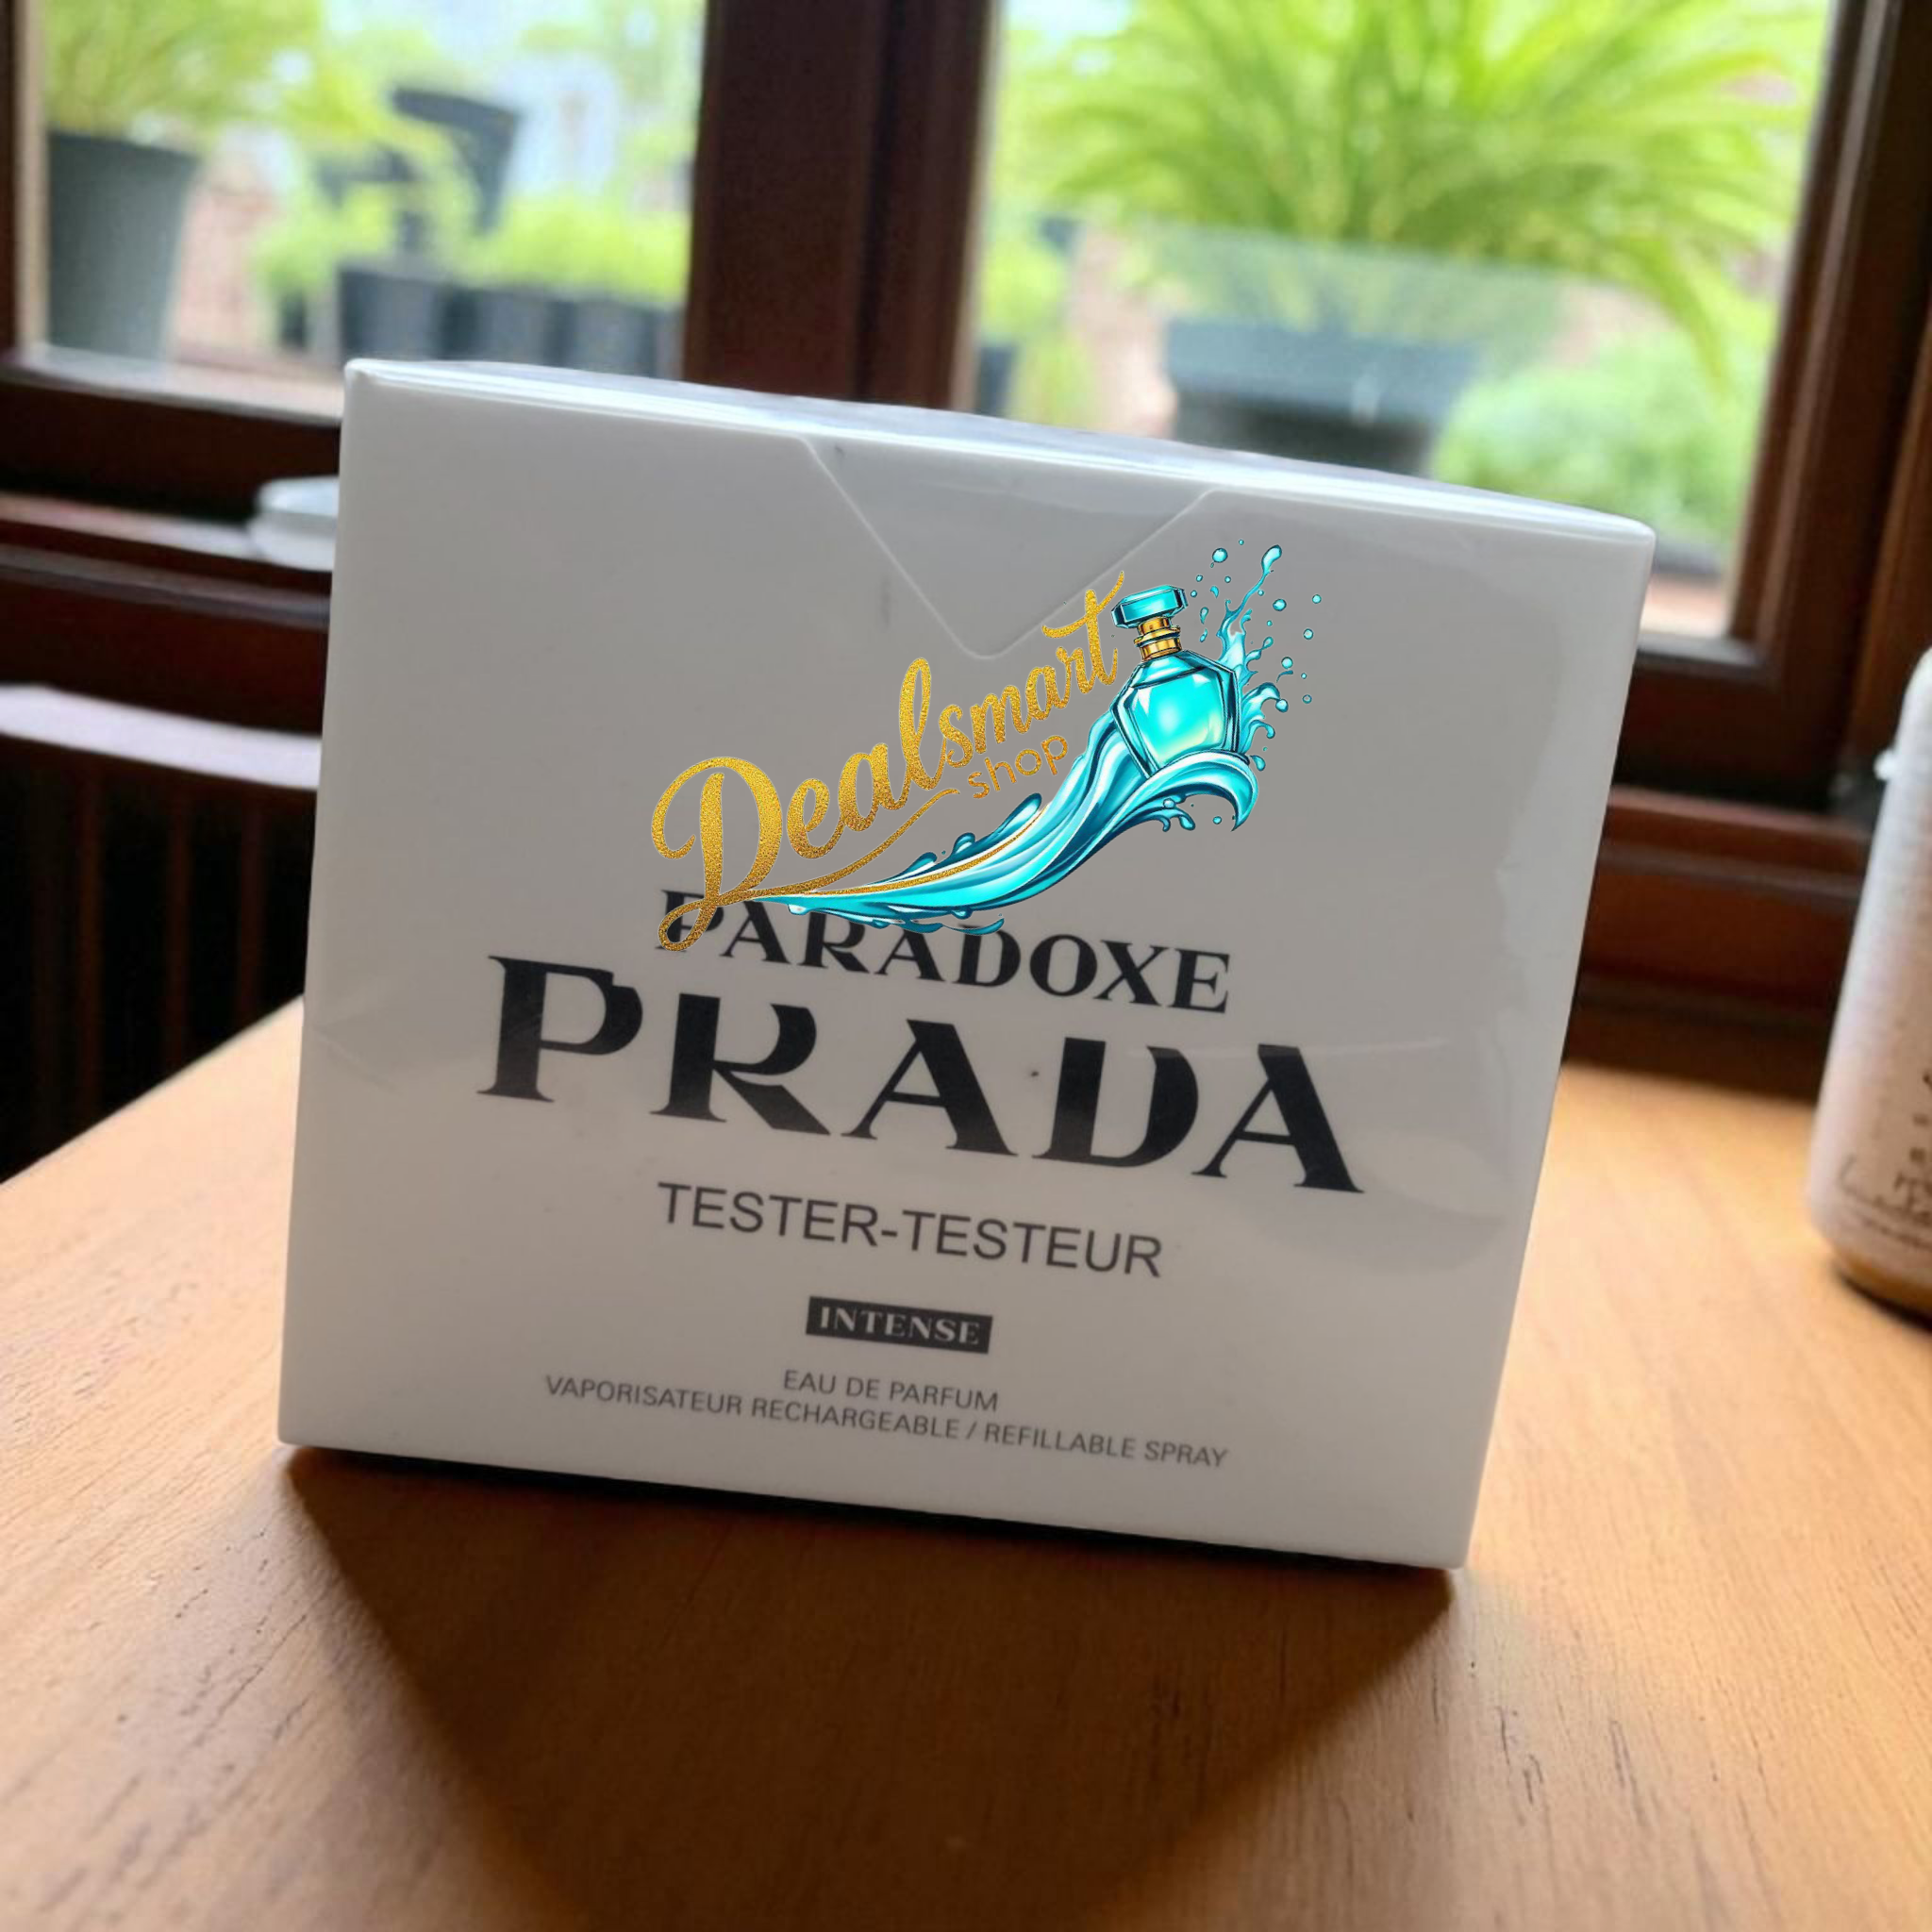 Dealsmart
shop
PARADOXE
PRADA
TESTER-TESTEUR
INTENSE
EAU DE PARFUM
VAPORISATEUR RECHARGEABLE / REFILLABLE SPRAY